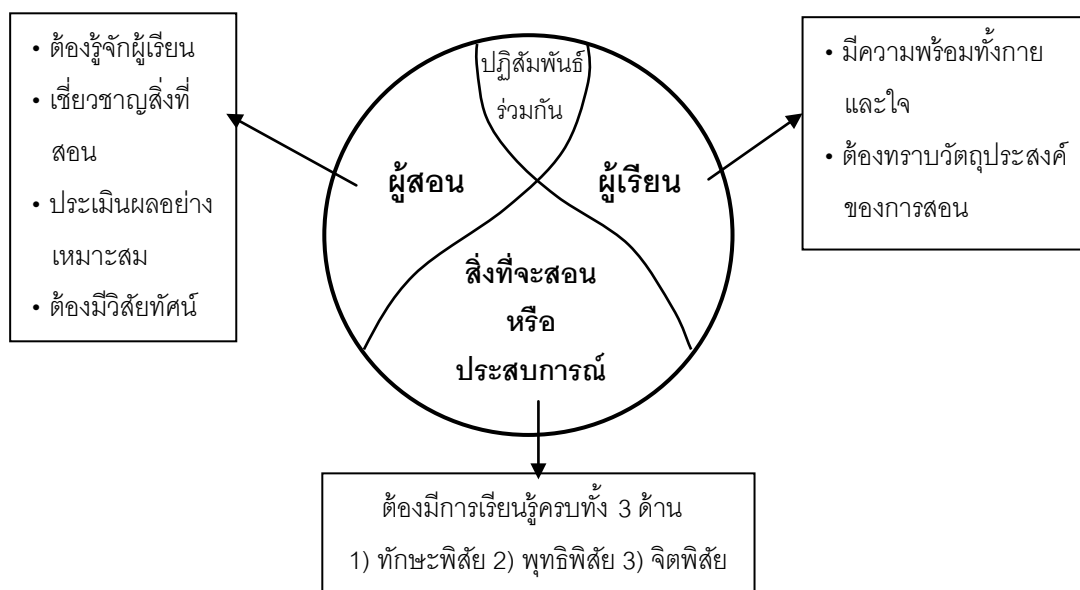 • ต้องรู้จักผู้เรียน
• เชี่ยวชาญสิ่งที่
สอน
• ประเมินผลอย่าง
เหมาะสม
• ต้องมีวิสัยทัศน์
ปฏิสัมพันธ์
ร่วมกัน
ผู้สอน
ผู้เรียน
สิ่งที่จะสอน
หรือ
ประสบการณ์
• มีความพร้อมทั้งกาย
และใจ
• ต้องทราบวัตถุประสงค์
ของการสอน
ต้องมีการเรียนรู้ครบทั้ง 3 ด้าน
1) ทักษะพิสัย 2) พุทธิพิสัย 3) จิตพิสัย